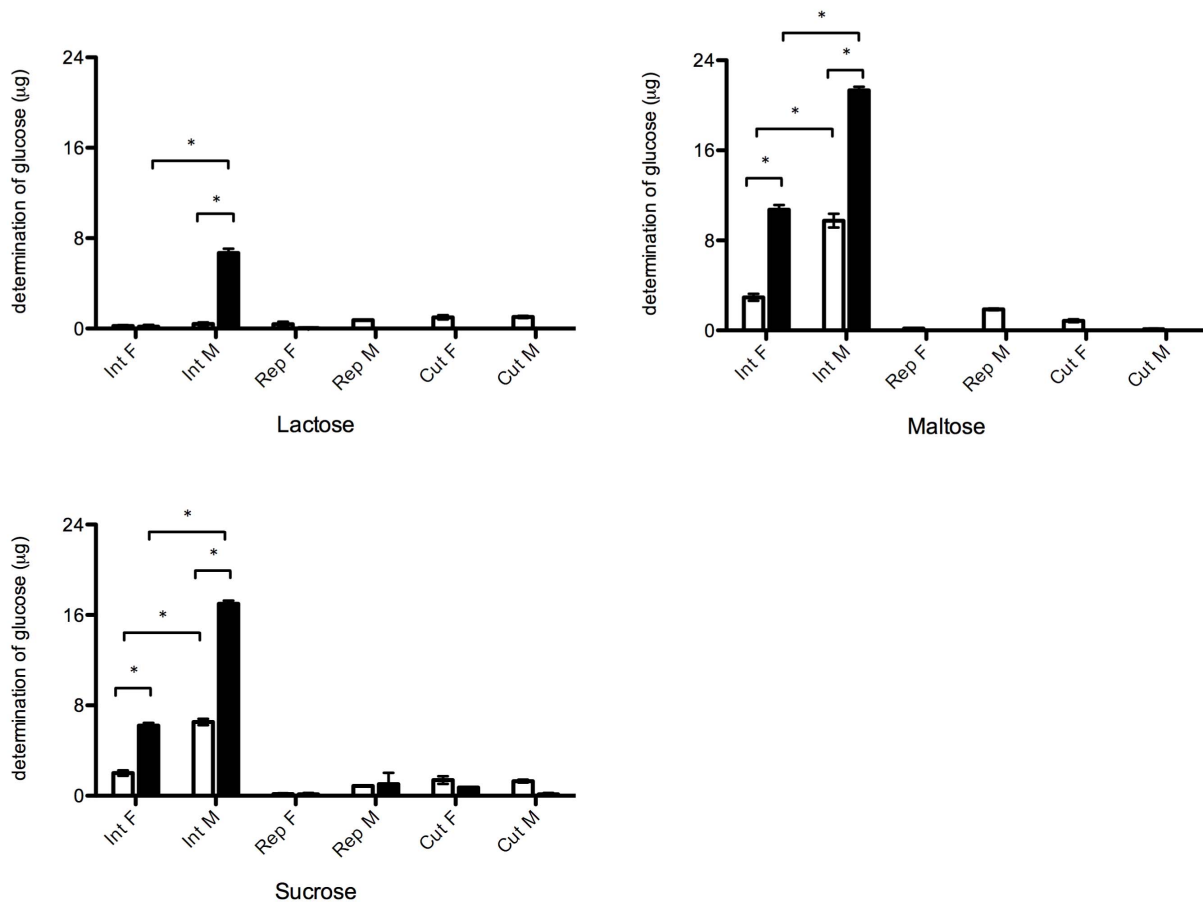 determination of glucose (µg)
24
16
8
0
*
*
Int F
Int M
Rep F
Rep M
Cut F
Cut M
Lactose
determination of glucose (µg)
24
16
8
0
*
*
*
*
Int F
Int M
Rep F
Rep M
Cut F
Cut M
Maltose
determination of glucose (µg)
24
16
8
0
*
*
*
*
Int F
Int M
Rep F
Rep M
Cut F
Cut M
Sucrose